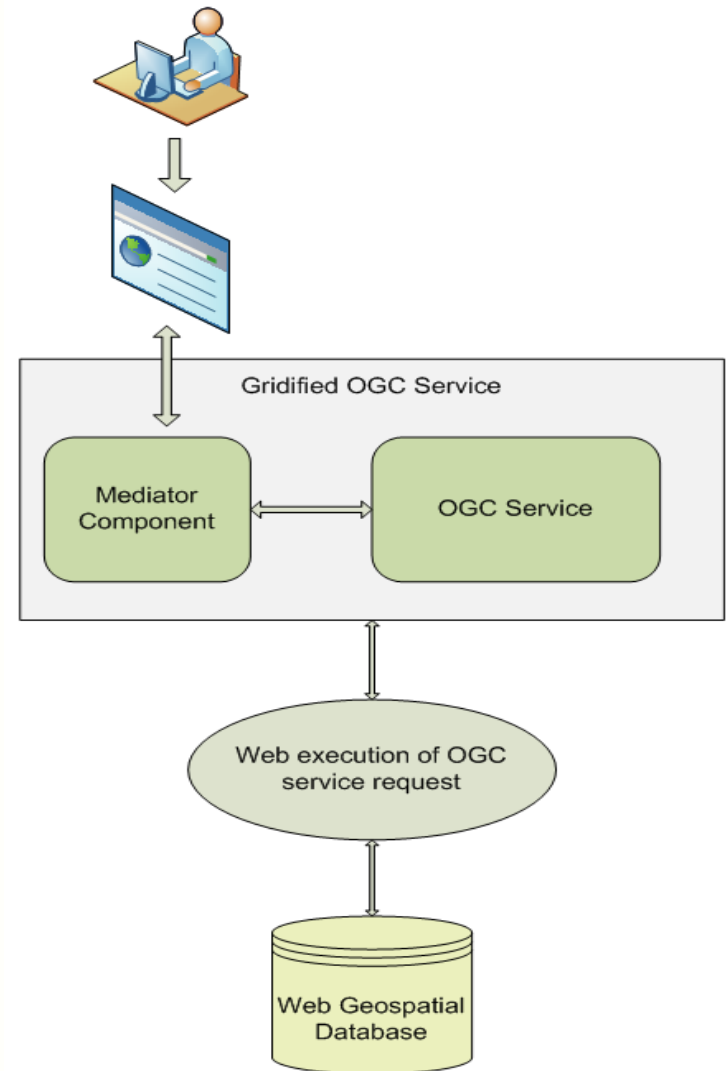 Gridified OGC Service
Mediator
Component
OGC Service
Web execution of OGC
service request
Web Geospatial
Database